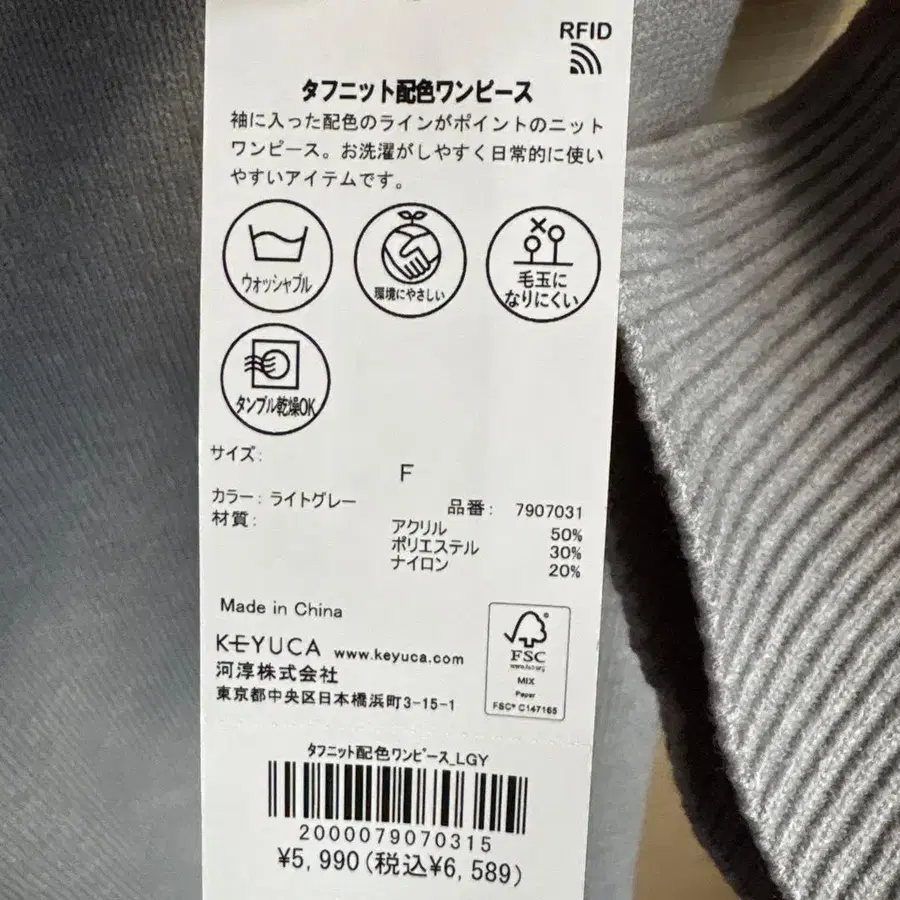 RFID
タフニット配色ワンピース
袖に入った配色のラインがポイントのニット
ワンピース。お洗濯がしやすく日常的に使い
やすいアイテムです。
ウォッシャブル
環境にやさしい
毛玉に
なりにくい
タンブル乾燥OK
サイズ:
F
カラー: ライトグレー
品番: 7907031
材質:
アクリル 50%
ポリエステル 30%
ナイロン 20%
Made in China
KEYUCA www.keyuca.com
河淳株式会社
東京都中央区日本橋浜町3-15-1
FSC
www.fsc.org
MIX
Paper
FSC® C147165
タフニット配色ワンピース_LGY
2000079070315
¥5,990(税込¥6,589)